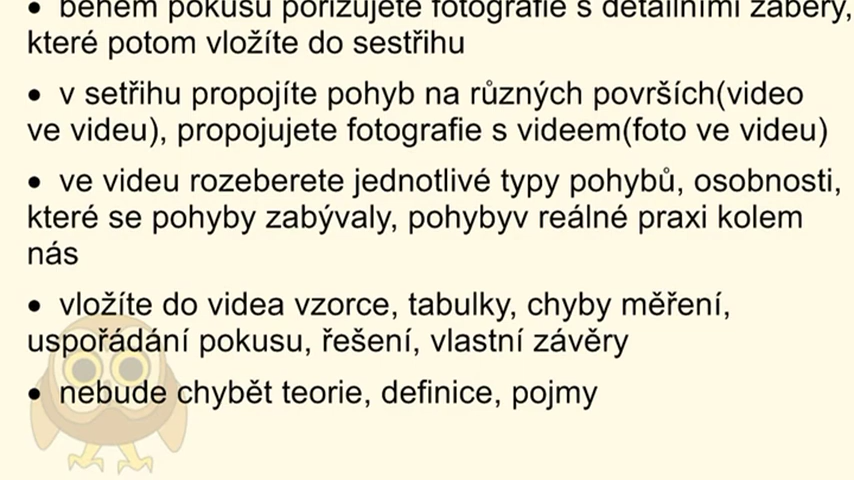 • během pokusu pořizujete fotografie s detailními záběry,
které potom vložíte do sestřihu
• v setřihu propojíte pohyb na různých površích(video
ve videu), propojujete fotografie s videem(foto ve videu)
• ve videu rozeberete jednotlivé typy pohybů, osobnosti,
které se pohyby zabývaly, pohybyv reálné praxi kolem
nás
• vložíte do videa vzorce, tabulky, chyby měření,
uspořádání pokusu, řešení, vlastní závěry
• nebude chybět teorie, definice, pojmy